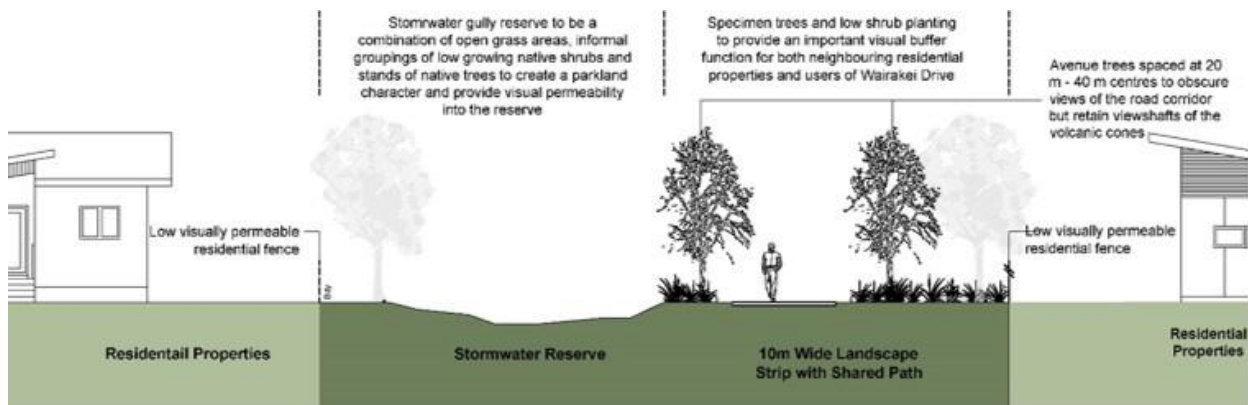 Stomrwater gully reserve to be a
combination of open grass areas, informal
groupings of low growing native shrubs and
stands of native trees to create a parkland
character and provide visual permeability
into the reserve
Specimen trees and low shrub planting
to provide an important visual buffer
function for both neighbouring residential
properties and users of Wairakei Drive
Avenue trees spaced at 20
m - 40 m centres to obscure
views of the road corridor
but retain viewshafts of the
volcanic cones
Low visually permeable
residential fence
Bdy
Low visually permeable
residential fence
Residentail Properties
Stormwater Reserve
10m Wide Landscape
Strip with Shared Path
Residential
Properties